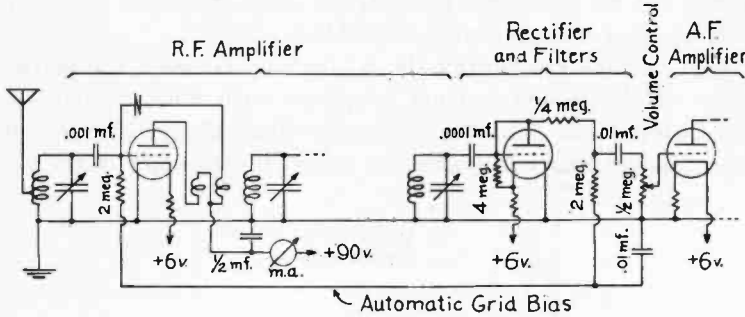 R.F. Amplifier
Rectifier
and Filters
A.F.
Amplifier
Volume Control
.001 mf.
2 meg.
+6v.
1/2 mf.
m.a.
+90v.
.0001 mf.
4 meg.
1/4 meg.
+6v.
2 meg.
.01 mf.
1/2 meg.
.01 mf.
+6v.
Automatic Grid Bias